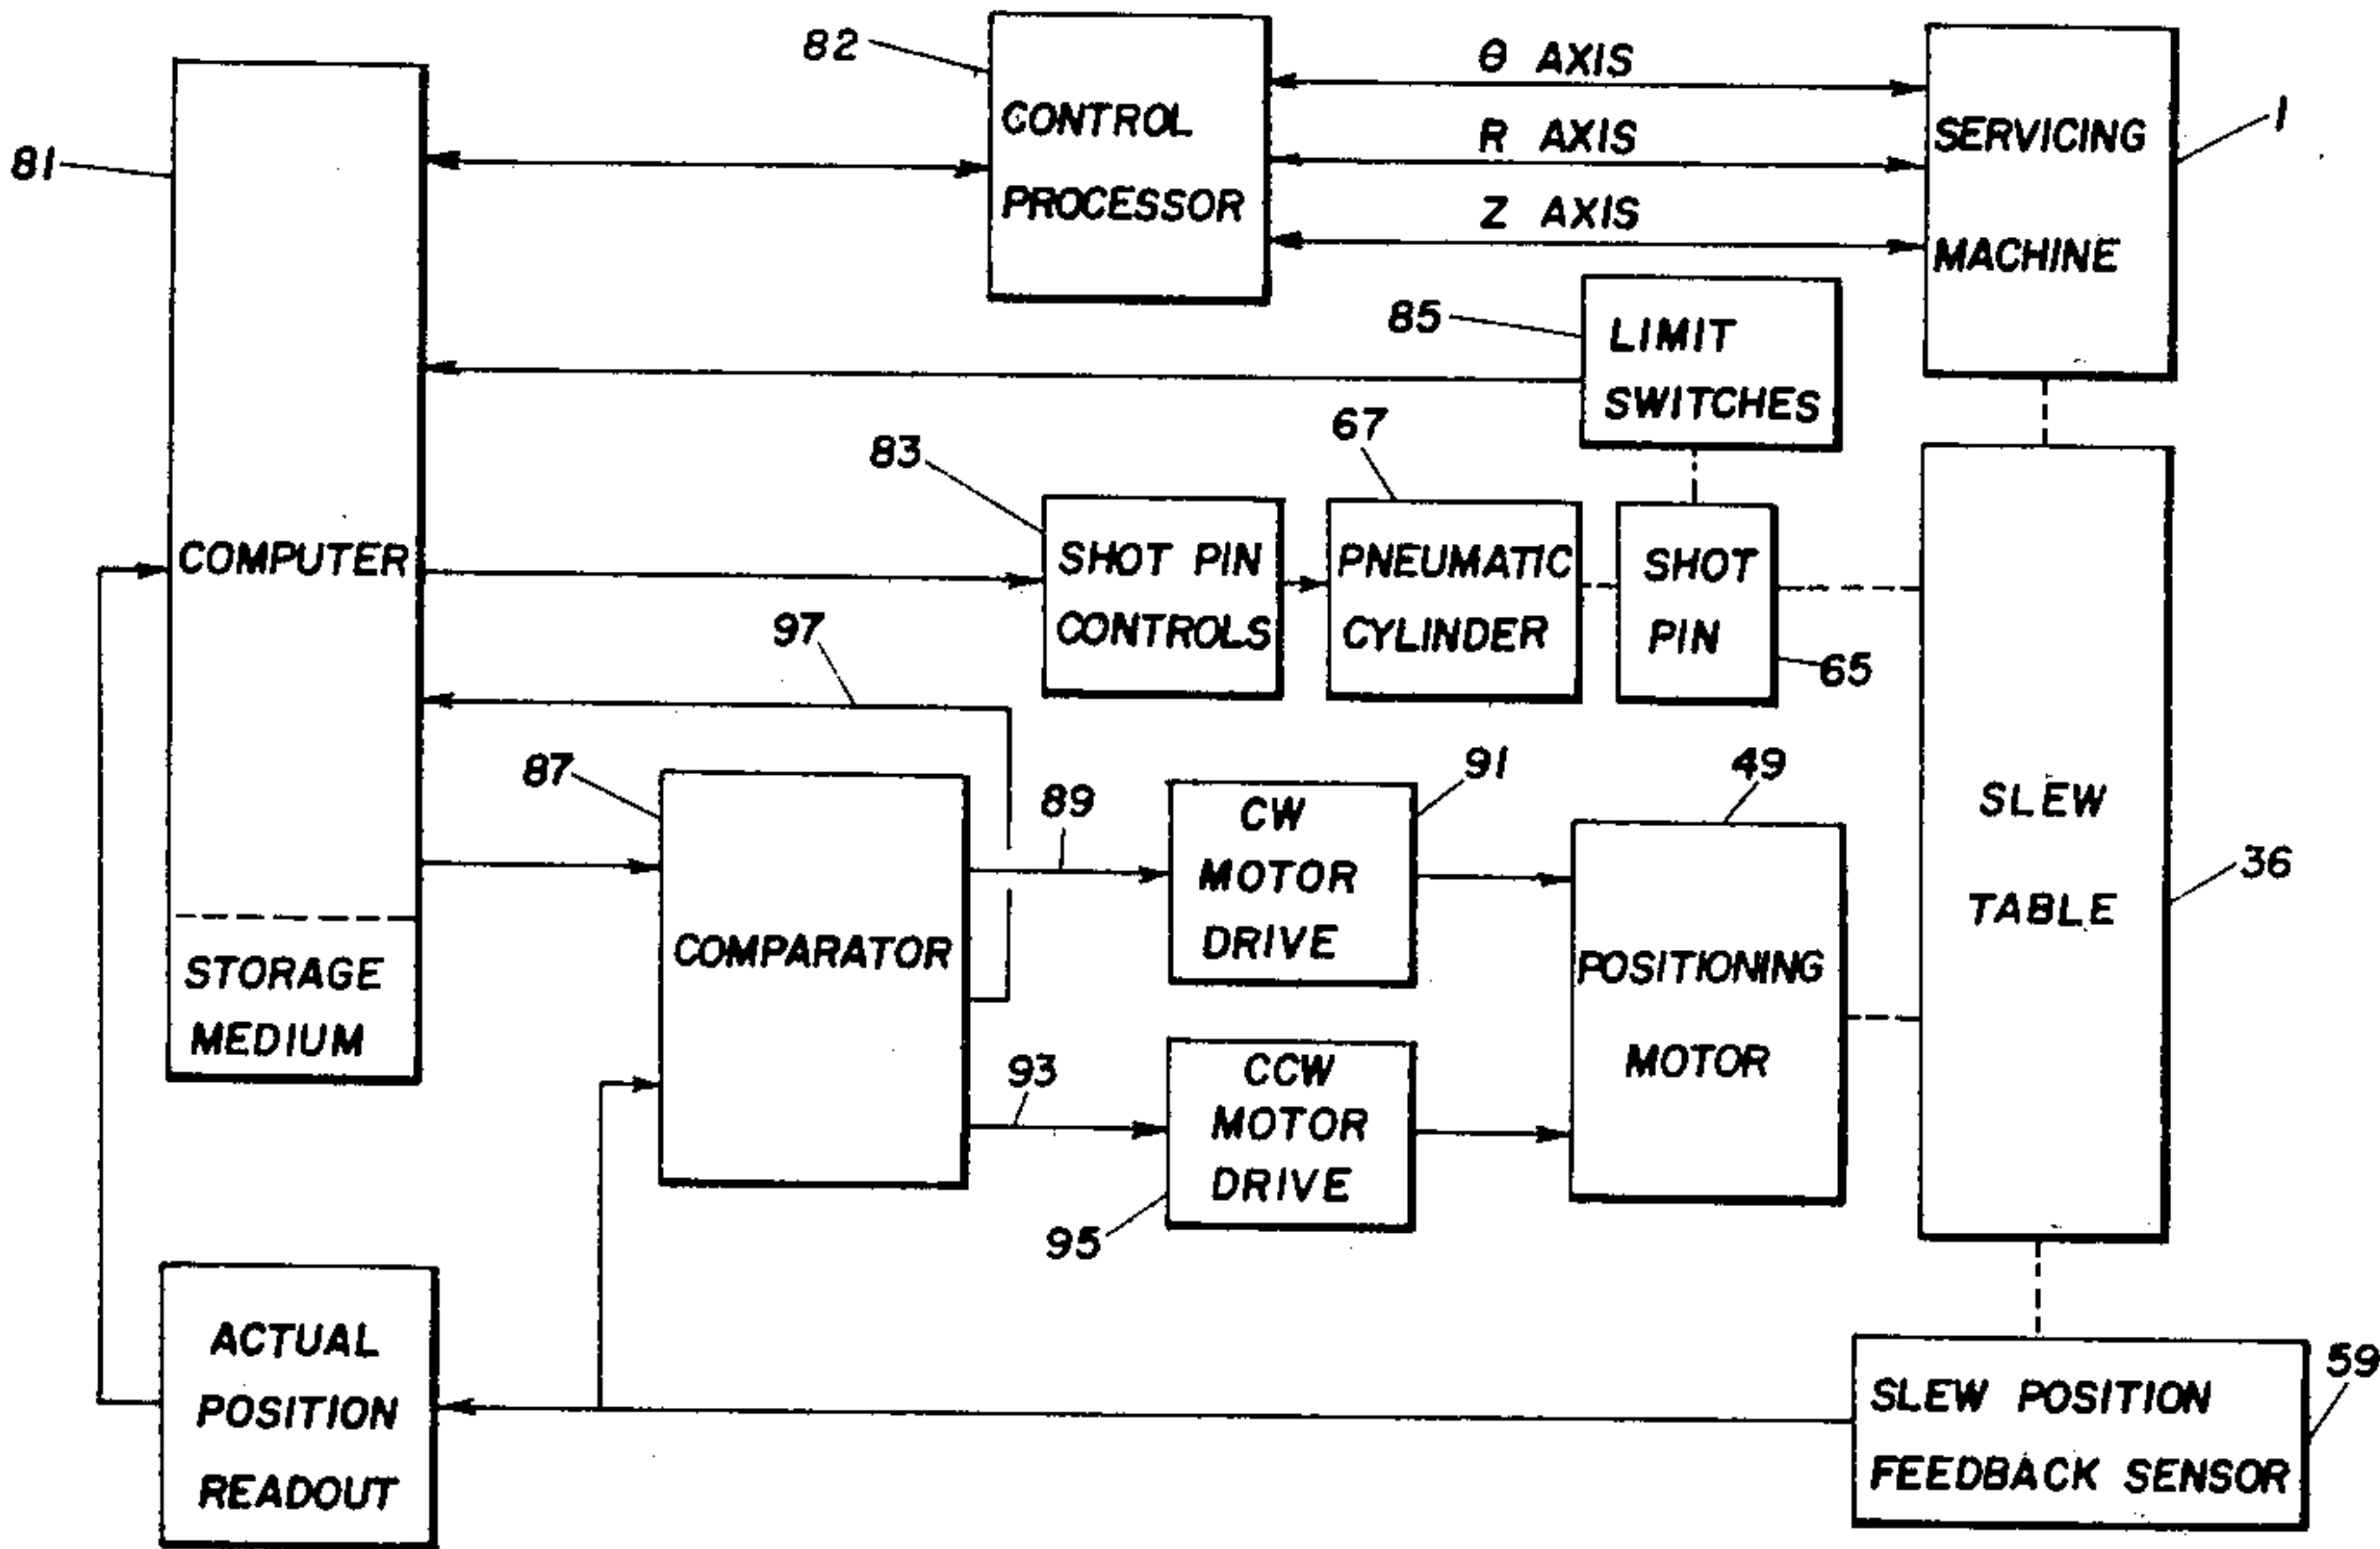 82
θ AXIS
CONTROL
PROCESSOR
R AXIS
Z AXIS
SERVICING
MACHINE
1
81
85
LIMIT
SWITCHES
COMPUTER
83
SHOT PIN
CONTROLS
67
PNEUMATIC
CYLINDER
SHOT
PIN
65
97
87
COMPARATOR
89
CW
MOTOR
DRIVE
91
49
POSITIONING
MOTOR
SLEW
TABLE
36
STORAGE
MEDIUM
93
CCW
MOTOR
DRIVE
95
ACTUAL
POSITION
READOUT
SLEW POSITION
FEEDBACK SENSOR
59